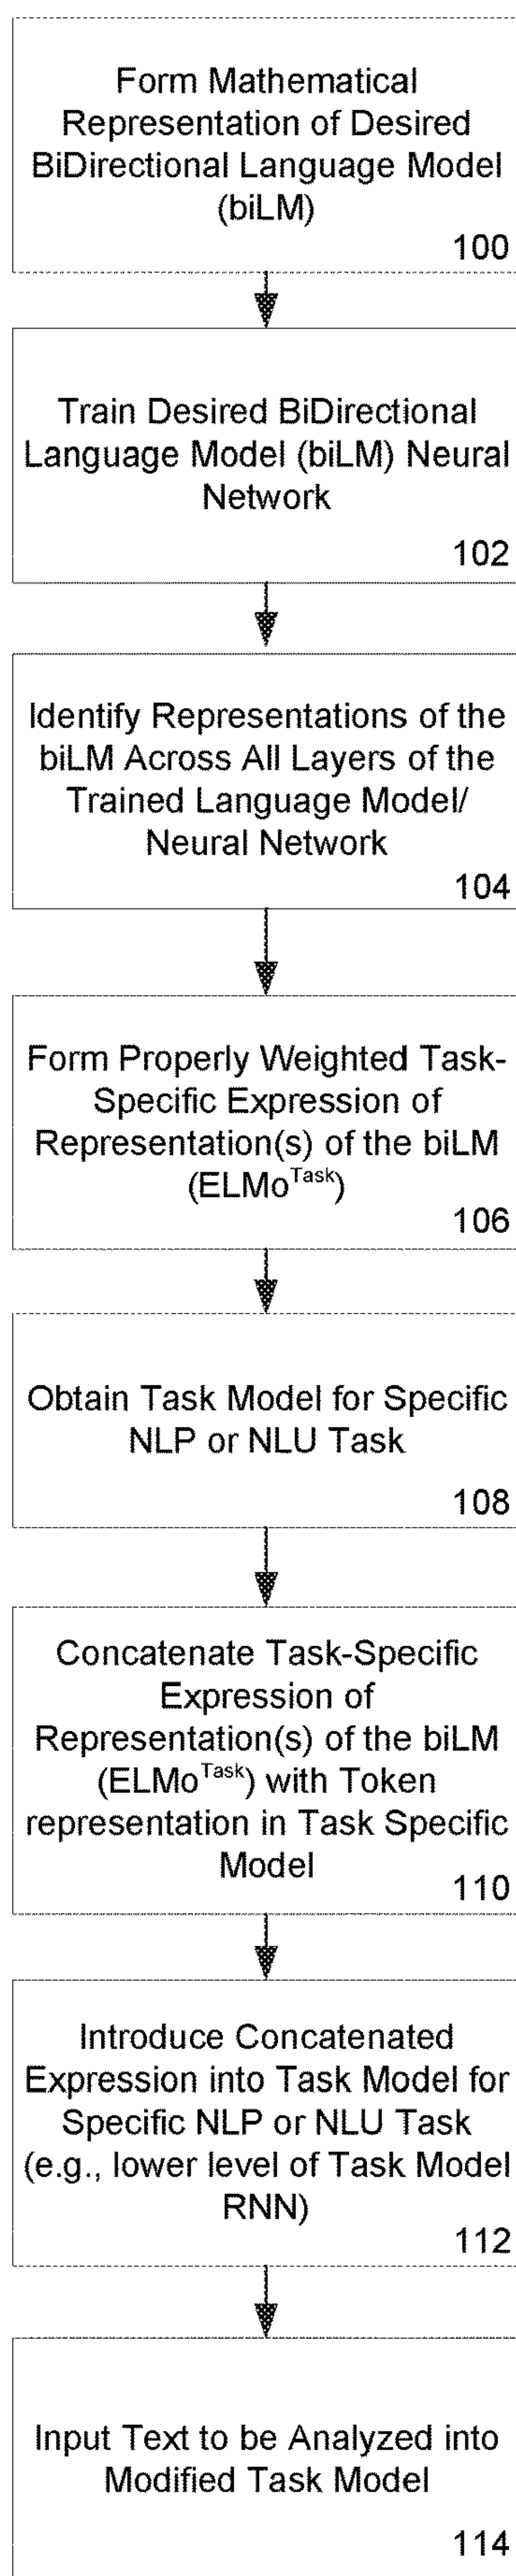 Form Mathematical
Representation of Desired
BiDirectional Language Model
(biLM)
100
Train Desired BiDirectional
Language Model (biLM) Neural
Network
102
Identify Representations of the
biLM Across All Layers of the
Trained Language Model/
Neural Network
104
Form Properly Weighted Task-
Specific Expression of
Representation(s) of the biLM
(ELMoTask)
106
Obtain Task Model for Specific
NLP or NLU Task
108
Concatenate Task-Specific
Expression of
Representation(s) of the biLM
(ELMoTask) with Token
representation in Task Specific
Model
110
Introduce Concatenated
Expression into Task Model for
Specific NLP or NLU Task
(e.g., lower level of Task Model
RNN)
112
Input Text to be Analyzed into
Modified Task Model
114